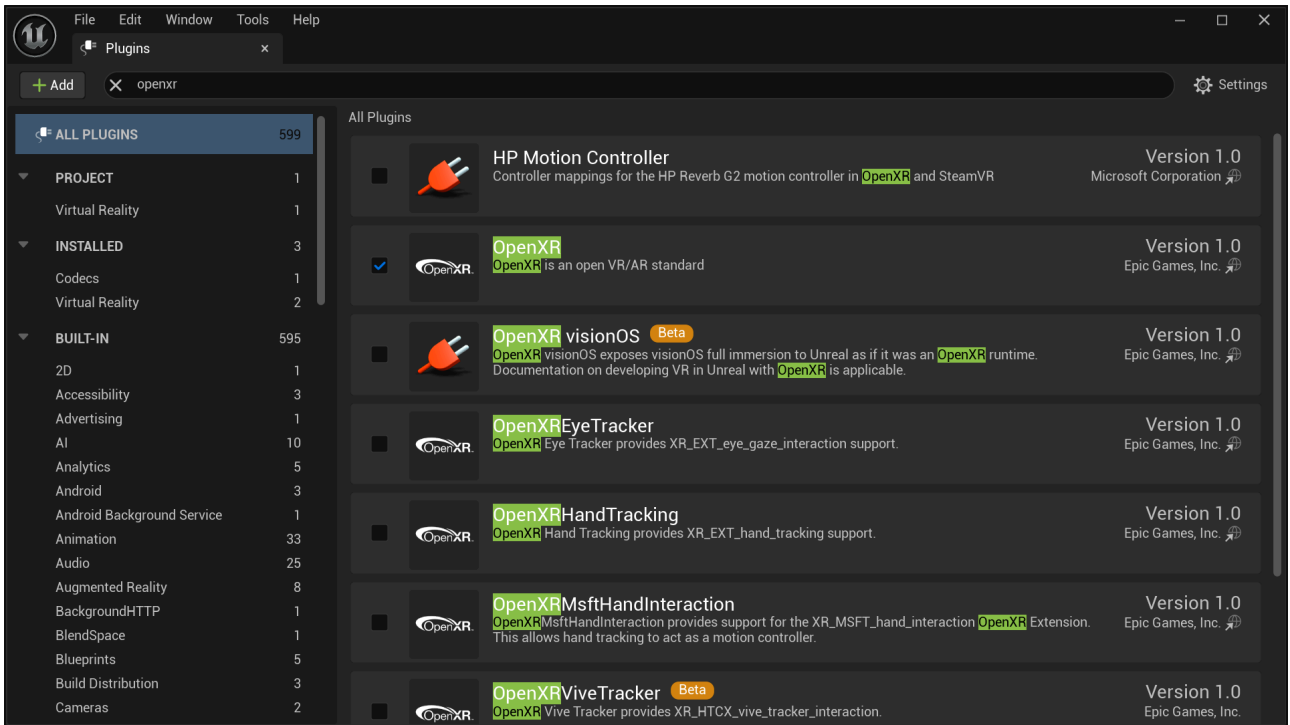 File Edit Window Tools Help
Plugins
Add
openxr
Settings
ALL PLUGINS 599
PROJECT 1
Virtual Reality 1
INSTALLED 3
Codecs 1
Virtual Reality 2
BUILT-IN 595
2D 1
Accessibility 3
Advertising 1
AI 10
Analytics 5
Android 3
Android Background Service 1
Animation 33
Audio 25
Augmented Reality 8
BackgroundHTTP 1
BlendSpace 1
Blueprints 5
Build Distribution 3
Cameras 2
All Plugins
HP Motion Controller Version 1.0
Controller mappings for the HP Reverb G2 motion controller in OpenXR and SteamVR Microsoft Corporation
OpenXR Version 1.0
OpenXR. OpenXR is an open VR/AR standard Epic Games, Inc.
OpenXR visionOS Beta Version 1.0
OpenXR visionOS exposes visionOS full immersion to Unreal as if it was an OpenXR runtime. Epic Games, Inc.
Documentation on developing VR in Unreal with OpenXR is applicable.
OpenXREyeTracker Version 1.0
OpenXR. OpenXR Eye Tracker provides XR_EXT_eye_gaze_interaction support. Epic Games, Inc.
OpenXRHandTracking Version 1.0
OpenXR. OpenXR Hand Tracking provides XR_EXT_hand_tracking support. Epic Games, Inc.
OpenXRMsftHandInteraction Version 1.0
OpenXR. OpenXRMsftHandInteraction provides support for the XR_MSFT_hand_interaction OpenXR Extension. Epic Games, Inc.
This allows hand tracking to act as a motion controller.
OpenXRViveTracker Beta Version 1.0
OpenXR. OpenXR Vive Tracker provides XR_HTCX_vive_tracker_interaction. Epic Games, Inc.